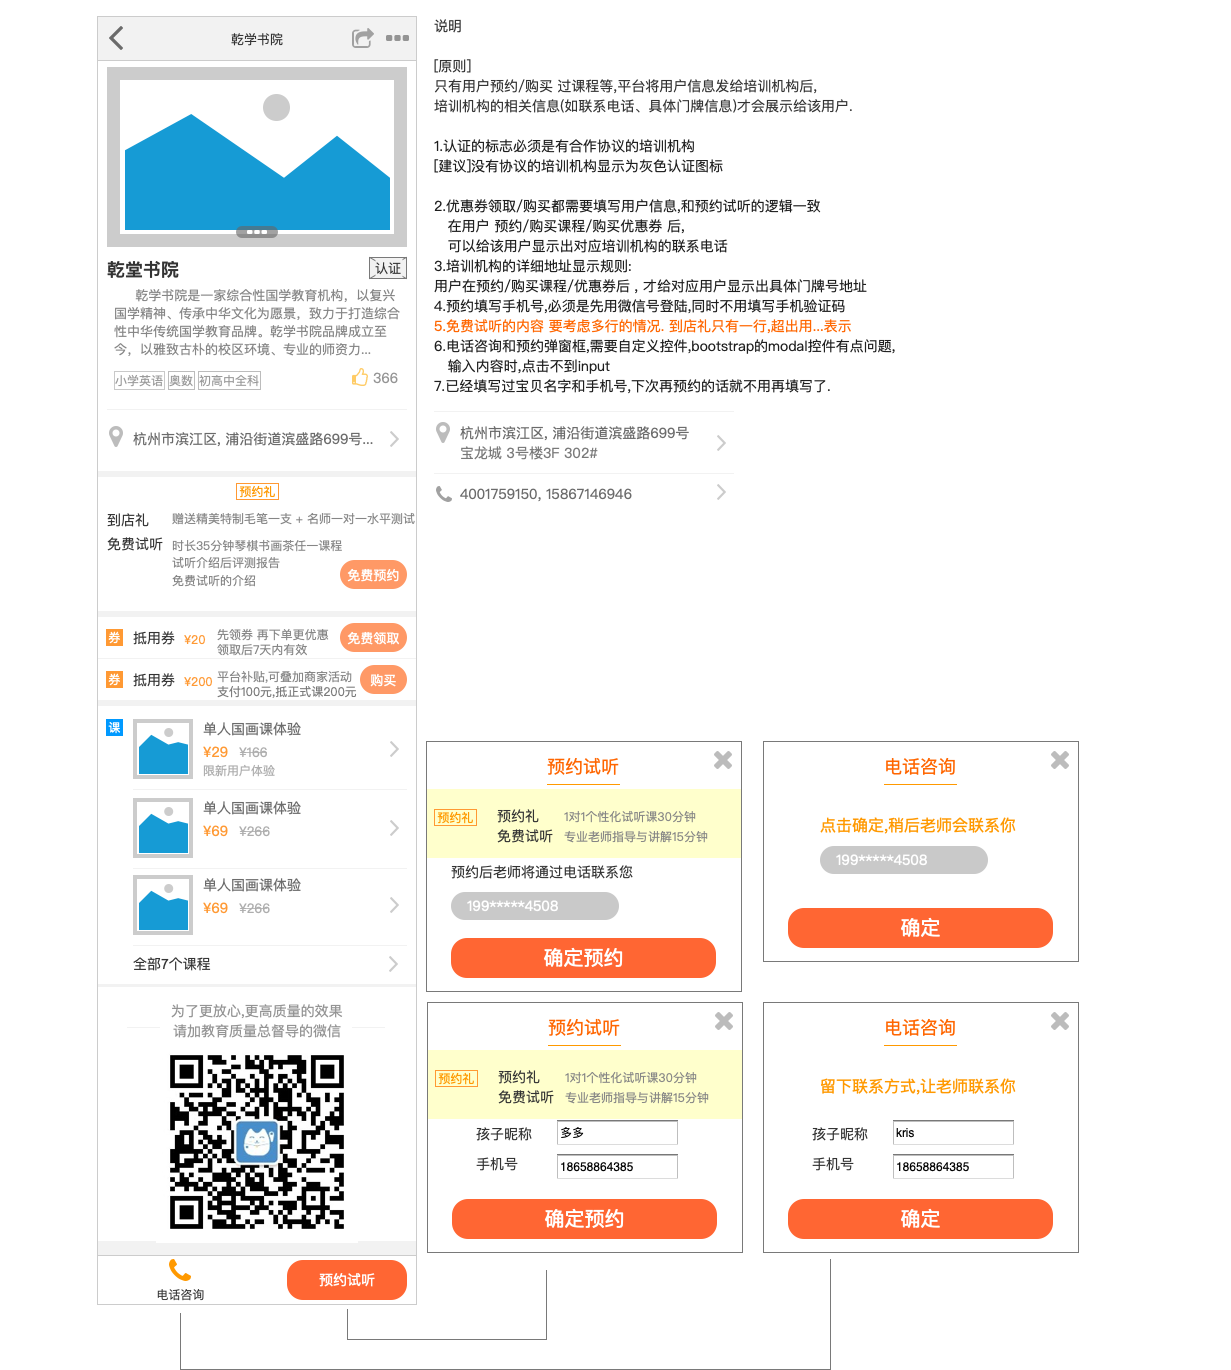 乾学书院
乾堂书院
认证
乾学书院是一家综合性国学教育机构，以复兴
国学精神、传承中华文化为愿景，致力于打造综合
性中华传统国学教育品牌。乾学书院品牌成立至
今，以雅致古朴的校区环境、专业的师资力...
小学英语 奥数 初高中全科
366
杭州市滨江区, 浦沿街道滨盛路699号...
预约礼
到店礼 赠送精美特制毛笔一支 + 名师一对一水平测试
免费试听 时长35分钟琴棋书画茶任一课程
试听介绍后评测报告
免费试听的介绍
免费预约
券 抵用券 ¥20 先领券 再下单更优惠
领取后7天内有效
免费领取
券 抵用券 ¥200 平台补贴,可叠加商家活动
支付100元,抵正式课200元
购买
课
单人国画课体验
¥29 ¥166
限新用户体验
单人国画课体验
¥69 ¥266
单人国画课体验
¥69 ¥266
全部7个课程
为了更放心,更高质量的效果
请加教育质量总督导的微信
电话咨询
预约试听
说明
[原则]
只有用户预约/购买 过课程等,平台将用户信息发给培训机构后,
培训机构的相关信息(如联系电话、具体门牌信息)才会展示给该用户.
1.认证的标志必须是有合作协议的培训机构
[建议]没有协议的培训机构显示为灰色认证图标
2.优惠券领取/购买都需要填写用户信息,和预约试听的逻辑一致
在用户 预约/购买课程/购买优惠券 后,
可以给该用户显示出对应培训机构的联系电话
3.培训机构的详细地址显示规则:
用户在预约/购买课程/优惠券后 , 才给对应用户显示出具体门牌号地址
4.预约填写手机号,必须是先用微信号登陆,同时不用填写手机验证码
5.免费试听的内容 要考虑多行的情况. 到店礼只有一行,超出用...表示
6.电话咨询和预约弹窗框,需要自定义控件,bootstrap的modal控件有点问题,
输入内容时,点击不到input
7.已经填写过宝贝名字和手机号,下次再预约的话就不用再填写了.
杭州市滨江区, 浦沿街道滨盛路699号
宝龙城 3号楼3F 302#
4001759150, 15867146946
预约试听
预约礼
预约礼 1对1个性化试听课30分钟
免费试听 专业老师指导与讲解15分钟
预约后老师将通过电话联系您
199*****4508
确定预约
电话咨询
点击确定,稍后老师会联系你
199*****4508
确定
预约试听
预约礼
预约礼 1对1个性化试听课30分钟
免费试听 专业老师指导与讲解15分钟
孩子昵称 多多
手机号 18658864385
确定预约
电话咨询
留下联系方式,让老师联系你
孩子昵称 kris
手机号 18658864385
确定